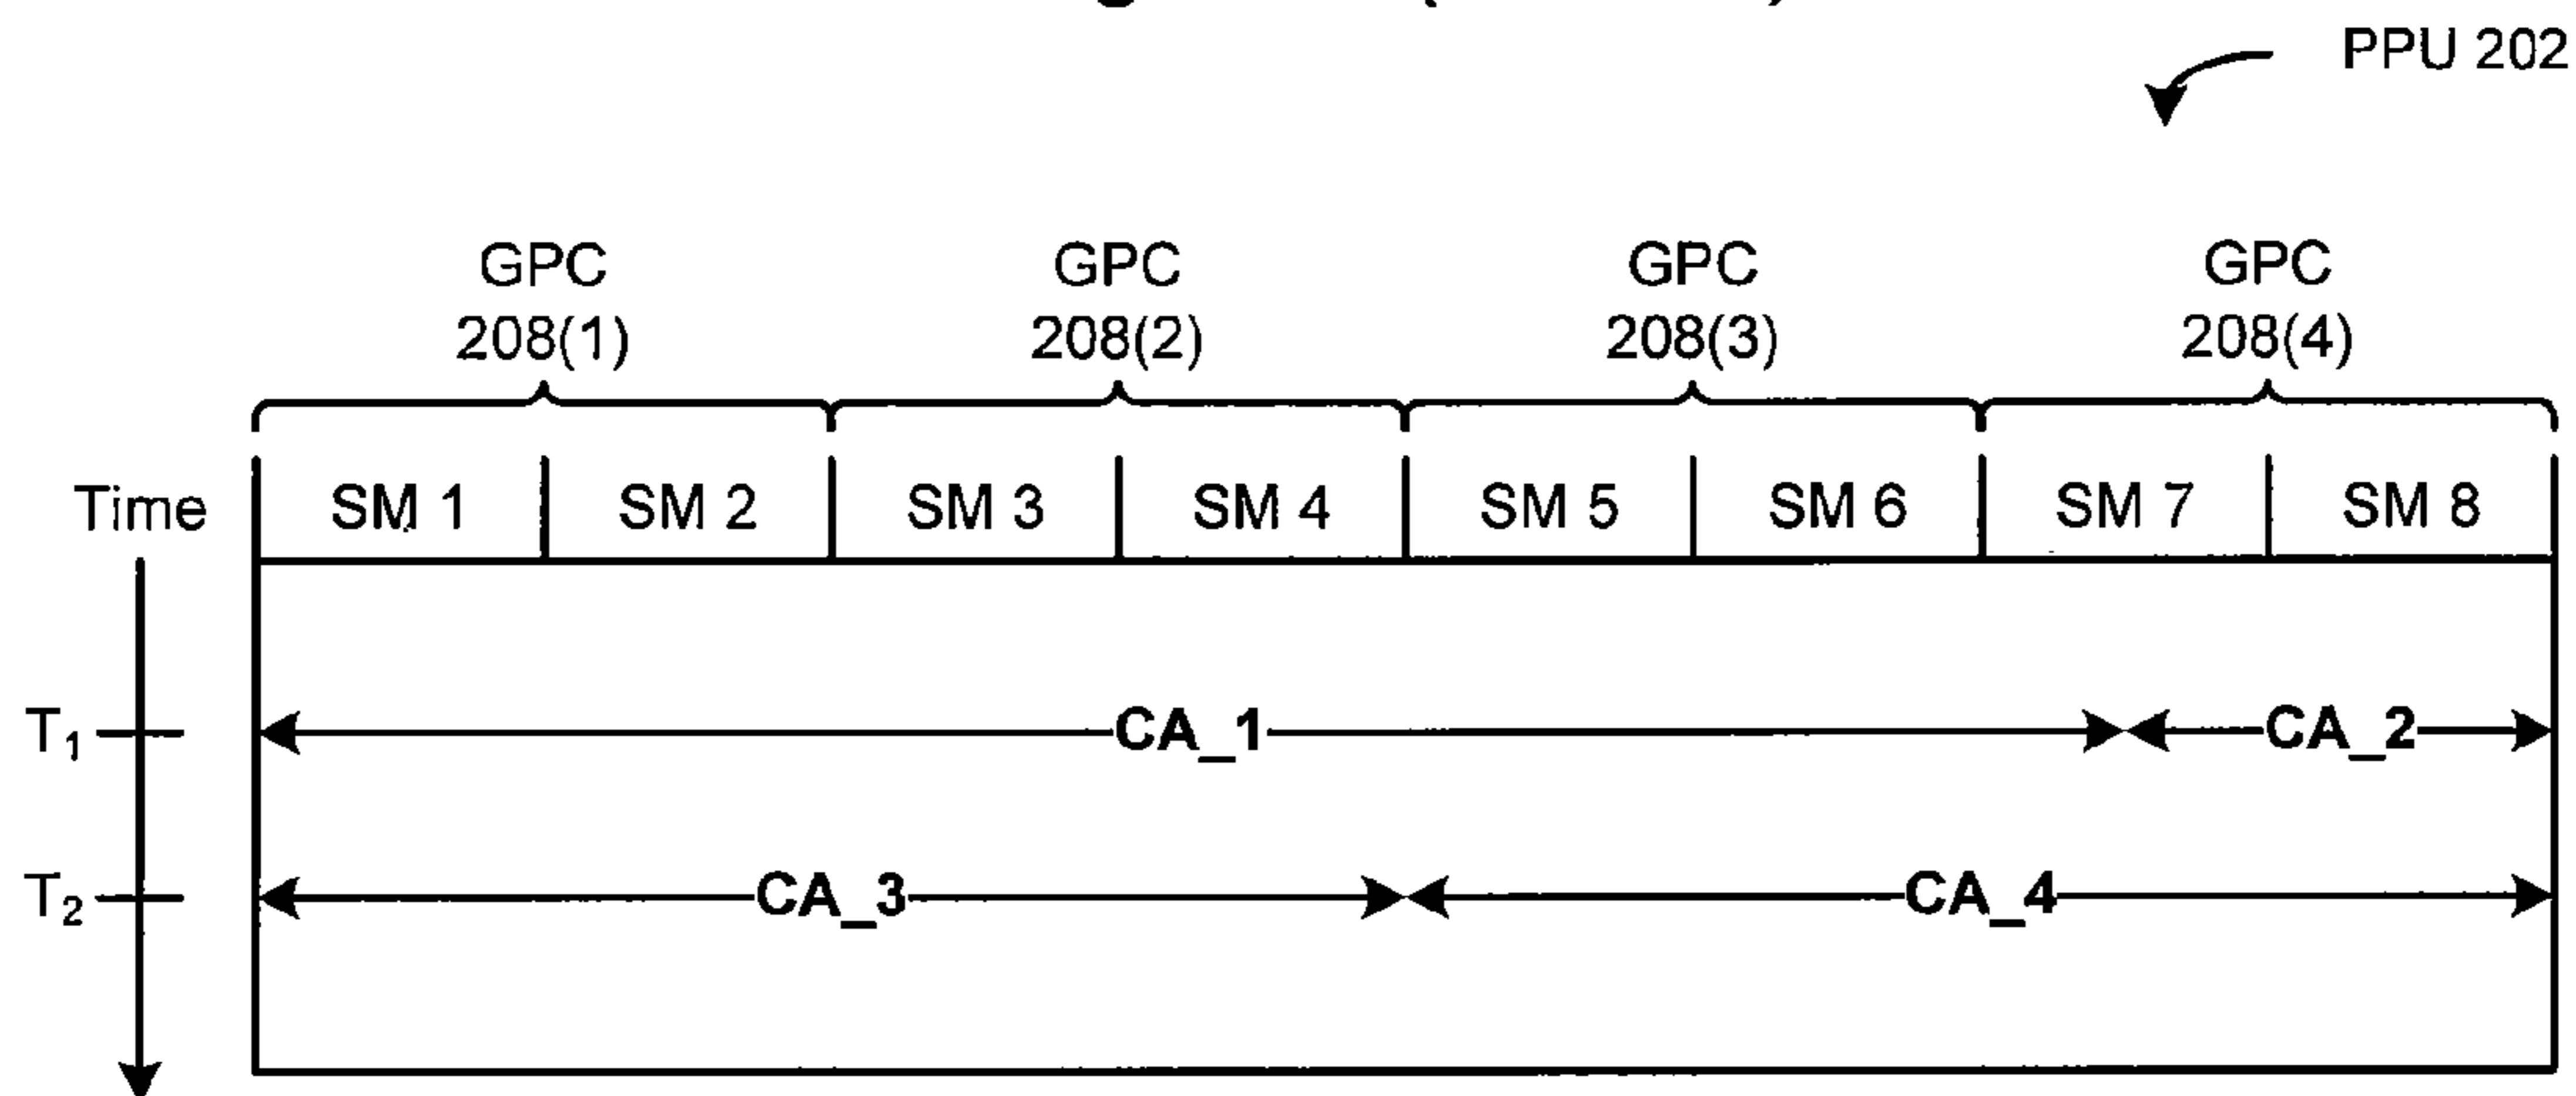 PPU 202
GPC GPC GPC GPC
208(1) 208(2) 208(3) 208(4)
Time SM 1 SM 2 SM 3 SM 4 SM 5 SM 6 SM 7 SM 8
T1 CA_1 CA_2
T2 CA_3 CA_4